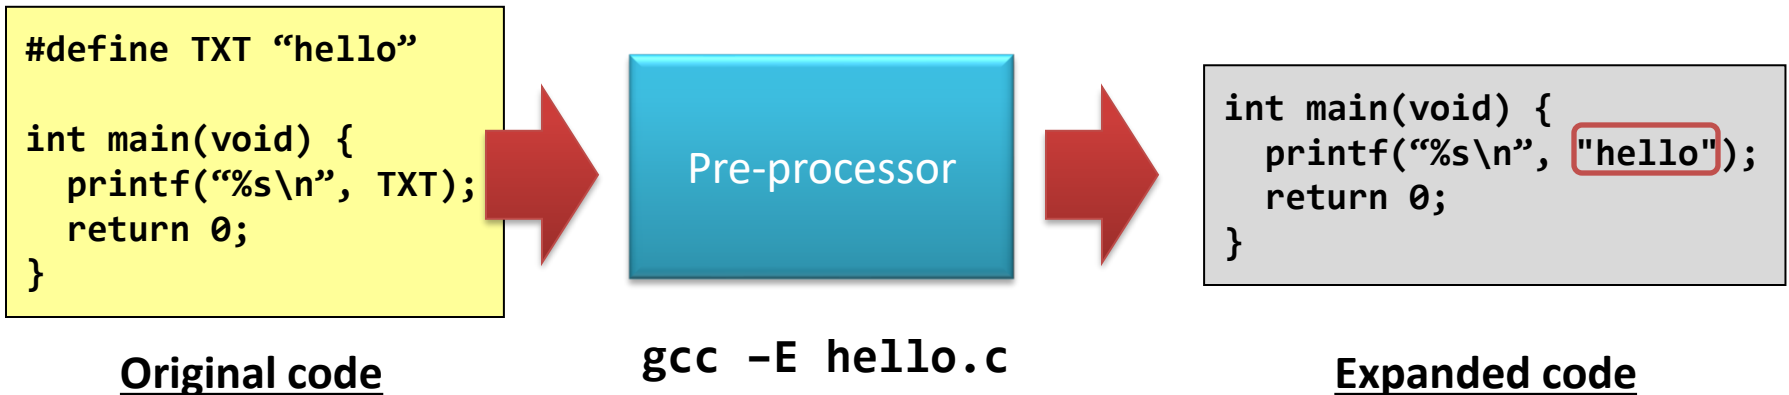 #define TXT “hello”
int main(void) {
  printf(“%s\n”, TXT);
  return 0;
}
Original code
Pre-processor
gcc –E hello.c
int main(void) {
  printf(“%s\n”, "hello");
  return 0;
}
Expanded code